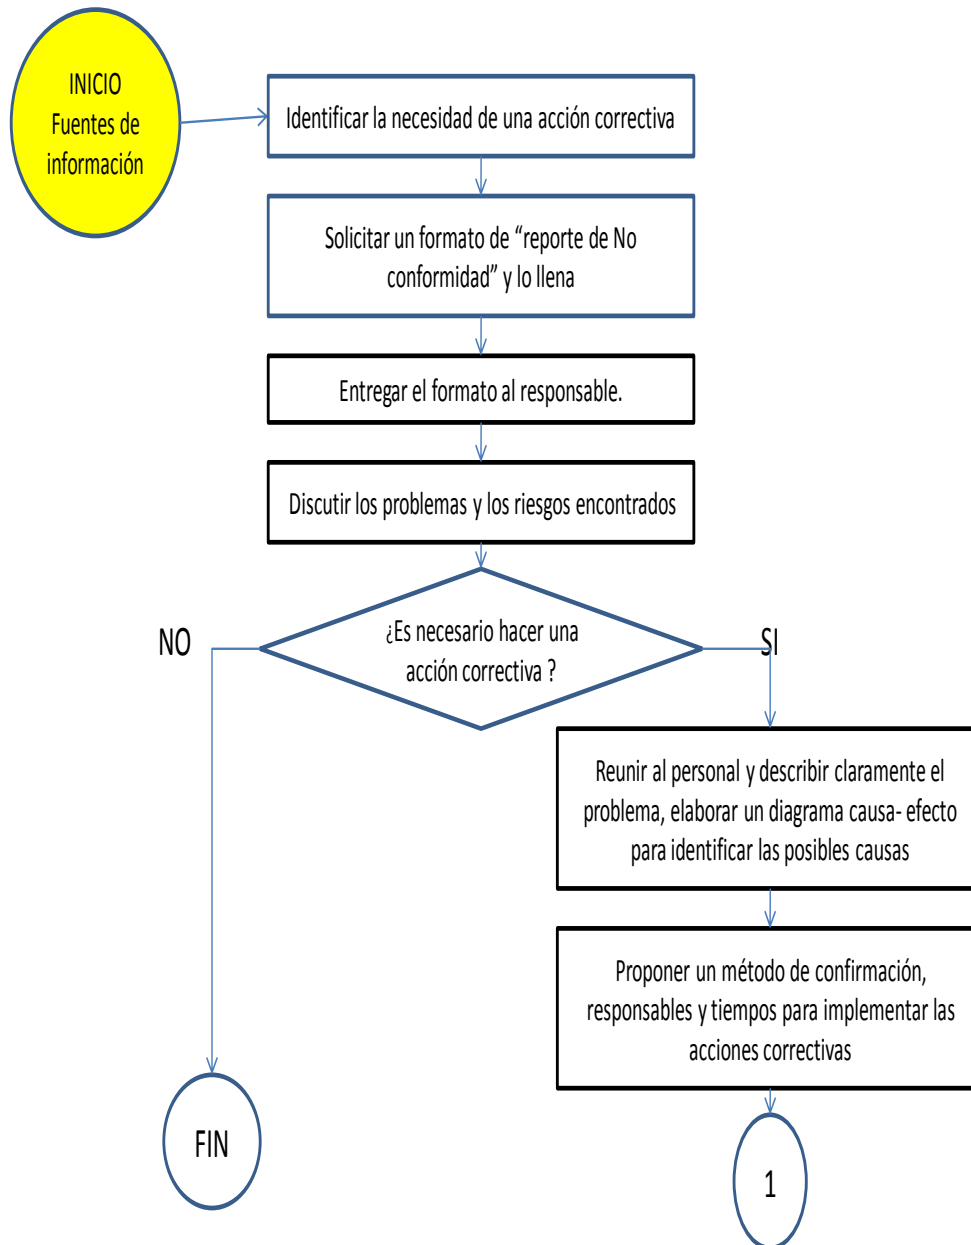 INICIO
Fuentes de
información
Identificar la necesidad de una acción correctiva
Solicitar un formato de “reporte de No
conformidad” y lo llena
Entregar el formato al responsable.
Discutir los problemas y los riesgos encontrados
¿Es necesario hacer una
acción correctiva ?
NO
SI
Reunir al personal y describir claramente el
problema, elaborar un diagrama causa- efecto
para identificar las posibles causas
Proponer un método de confirmación,
responsables y tiempos para implementar las
acciones correctivas
FIN
1